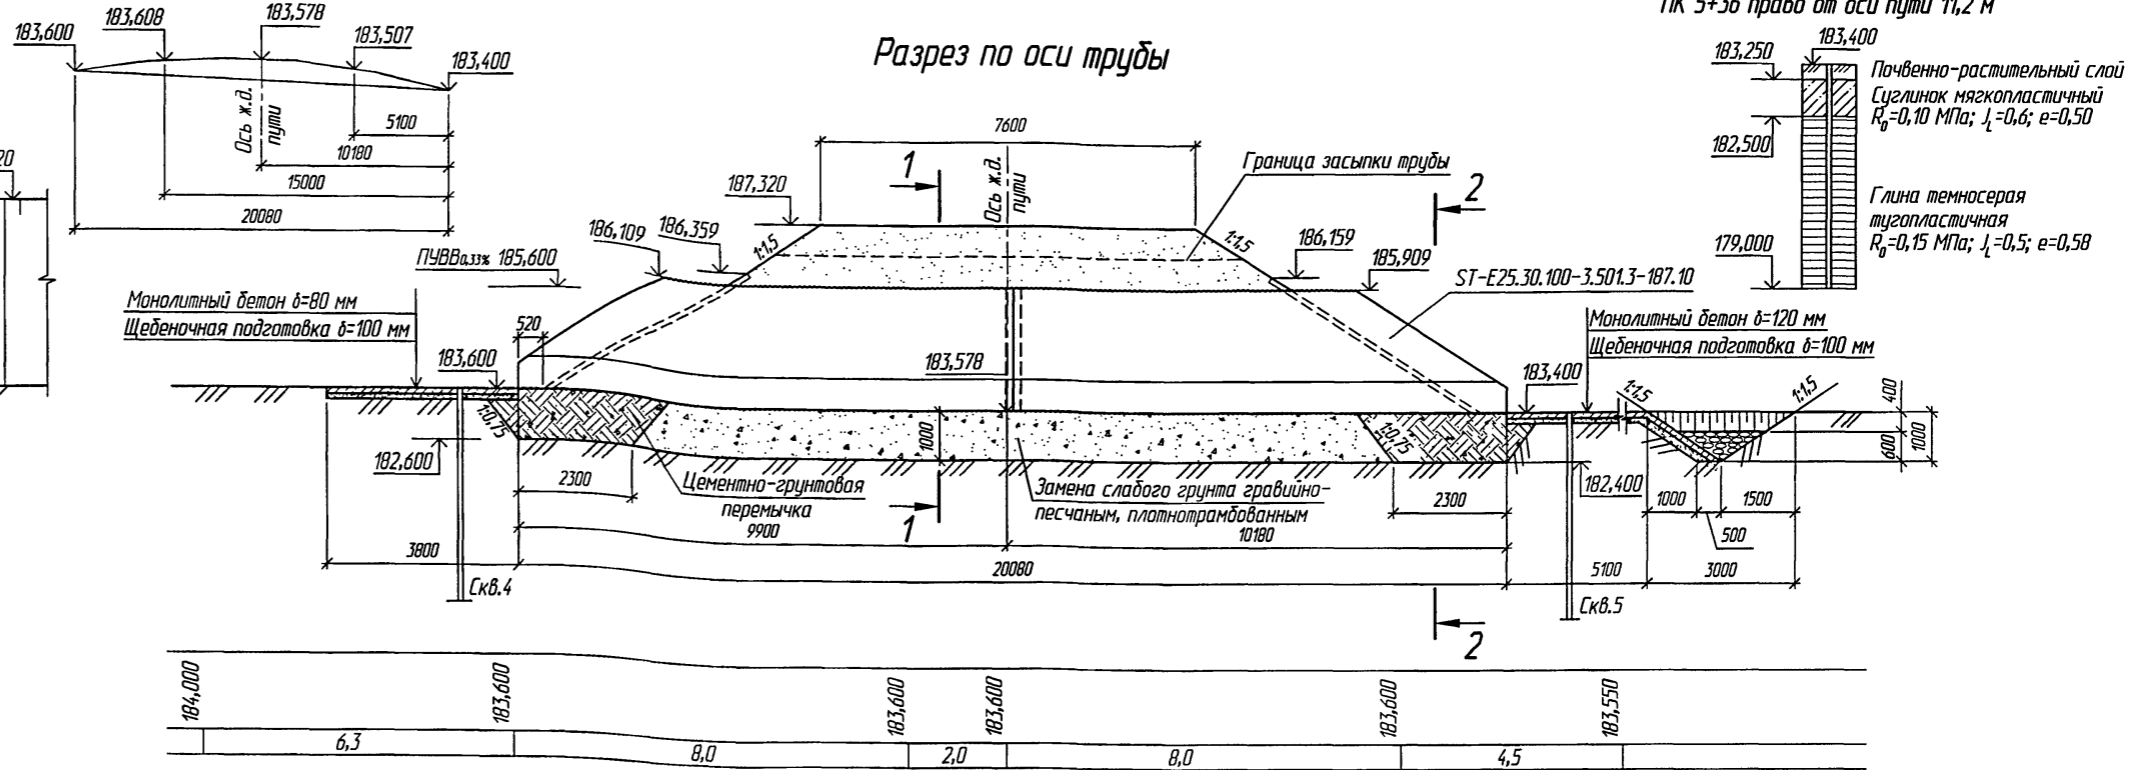 183,600
183,608
183,578
183,507
183,400
Ось ж.д.
пути
5100
10180
15000
20080
20
Разрез по оси трубы
ПК 5+56 право от оси пути 11,2 м
183,250
183,400
Почвенно-растительный слой
Суглинок мягкопластичный
R₀=0,10 МПа; J_L=0,6; e=0,50
182,500
Глина темносерая
тугопластичная
R₀=0,15 МПа; J_L=0,5; e=0,58
179,000
7600
1
Ось ж.д.
пути
Граница засыпки трубы
2
187,320
186,109
186,359
1:1,5
1:1,5
186,159
185,909
ПУВВ0,33% 185,600
ST-E25.30.100-3.501.3-187.10
Монолитный бетон δ=80 мм
Щебеночная подготовка δ=100 мм
520
Монолитный бетон δ=120 мм
Щебеночная подготовка δ=100 мм
183,600
183,578
183,400
1:1,5
1:1,5
400
600
1000
1:0,75
1000
1:0,75
182,600
182,400
2300
Цементно-грунтовая
перемычка
Замена слабого грунта гравийно-
песчаным, плотнотрамбованным
2300
1000
1500
500
1
9900
10180
3800
20080
5100
3000
Скв.4
Скв.5
2
184,000
183,600
183,600
183,600
183,600
183,550
6,3
8,0
2,0
8,0
4,5